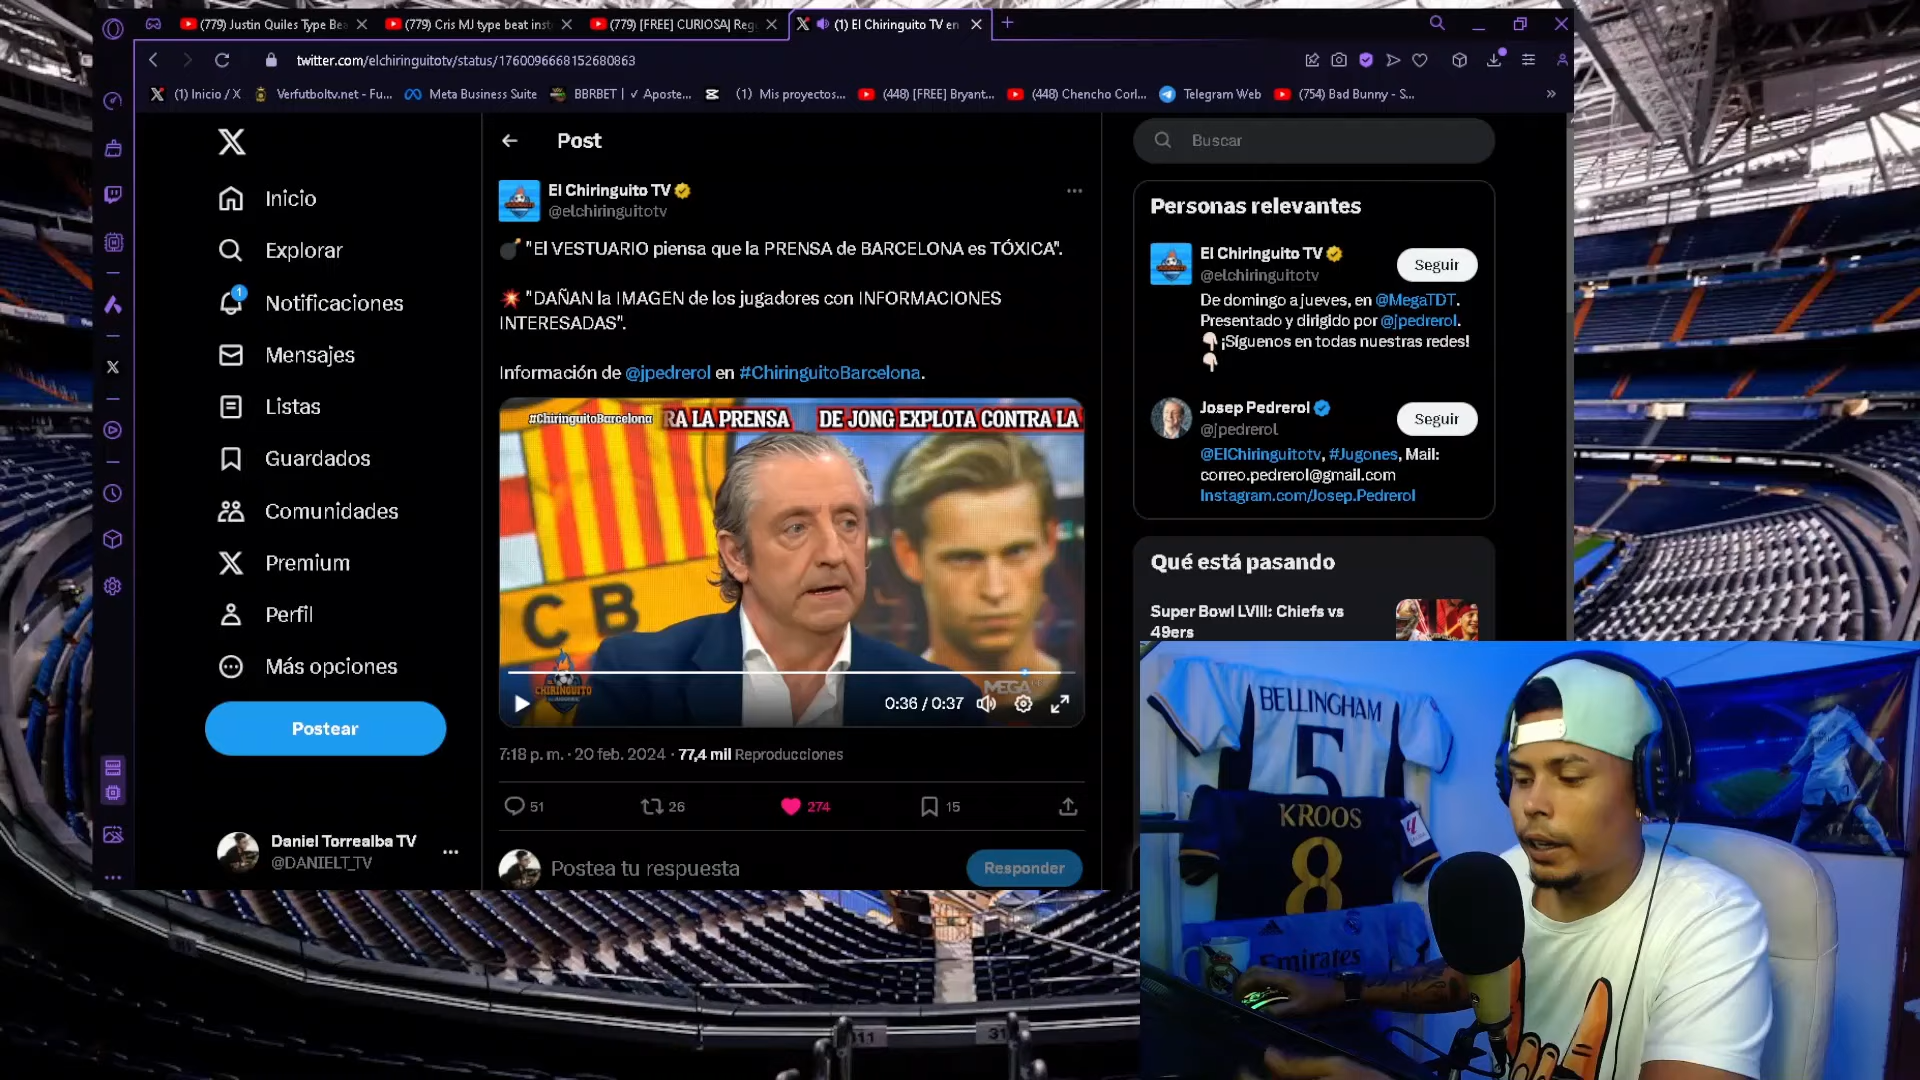 (779) Justin Quiles Type Bea
(779) Cris MJ type beat inst
(779) [FREE] CURIOSA| Reg
(1) El Chiringuito TV en
twitter.com/elchiringuitotv/status/1760096668152680863
(1) Inicio / X
Verfutboltv.net - Fu...
Meta Business Suite
BBRBET | ✓ Aposte...
(1) Mis proyectos...
(448) [FREE] Bryant...
(448) Chencho Corl...
Telegram Web
(754) Bad Bunny - S...
Inicio
Explorar
1
Notificaciones
Mensajes
Listas
Guardados
Comunidades
Premium
Perfil
Más opciones
Postear
Daniel Torrealba TV
@DANIELT_TV
Post
El Chiringuito TV
@elchiringuitotv
"El VESTUARIO piensa que la PRENSA de BARCELONA es TÓXICA".
"DAÑAN la IMAGEN de los jugadores con INFORMACIONES
INTERESADAS".
Información de @jpedrerol en #ChiringuitoBarcelona.
#ChiringuitoBarcelona RA LA PRENSA DE JONG EXPLOTA CONTRA LA
CB
CHIRINGUITO
MEGA
0:36 / 0:37
7:18 p. m. · 20 feb. 2024 · 77,4 mil Reproducciones
51
26
274
15
Postea tu respuesta
Responder
Buscar
Personas relevantes
El Chiringuito TV
@elchiringuitotv
Seguir
De domingo a jueves, en @MegaTDT.
Presentado y dirigido por @jpedrerol.
¡Síguenos en todas nuestras redes!
Josep Pedrerol
@jpedrerol
Seguir
@ElChiringuitotv, #Jugones, Mail:
correo.pedrerol@gmail.com
Instagram.com/Josep.Pedrerol
Qué está pasando
Super Bowl LVIII: Chiefs vs
49ers
BELLINGHAM
5
KROOS
8
Emirates
311